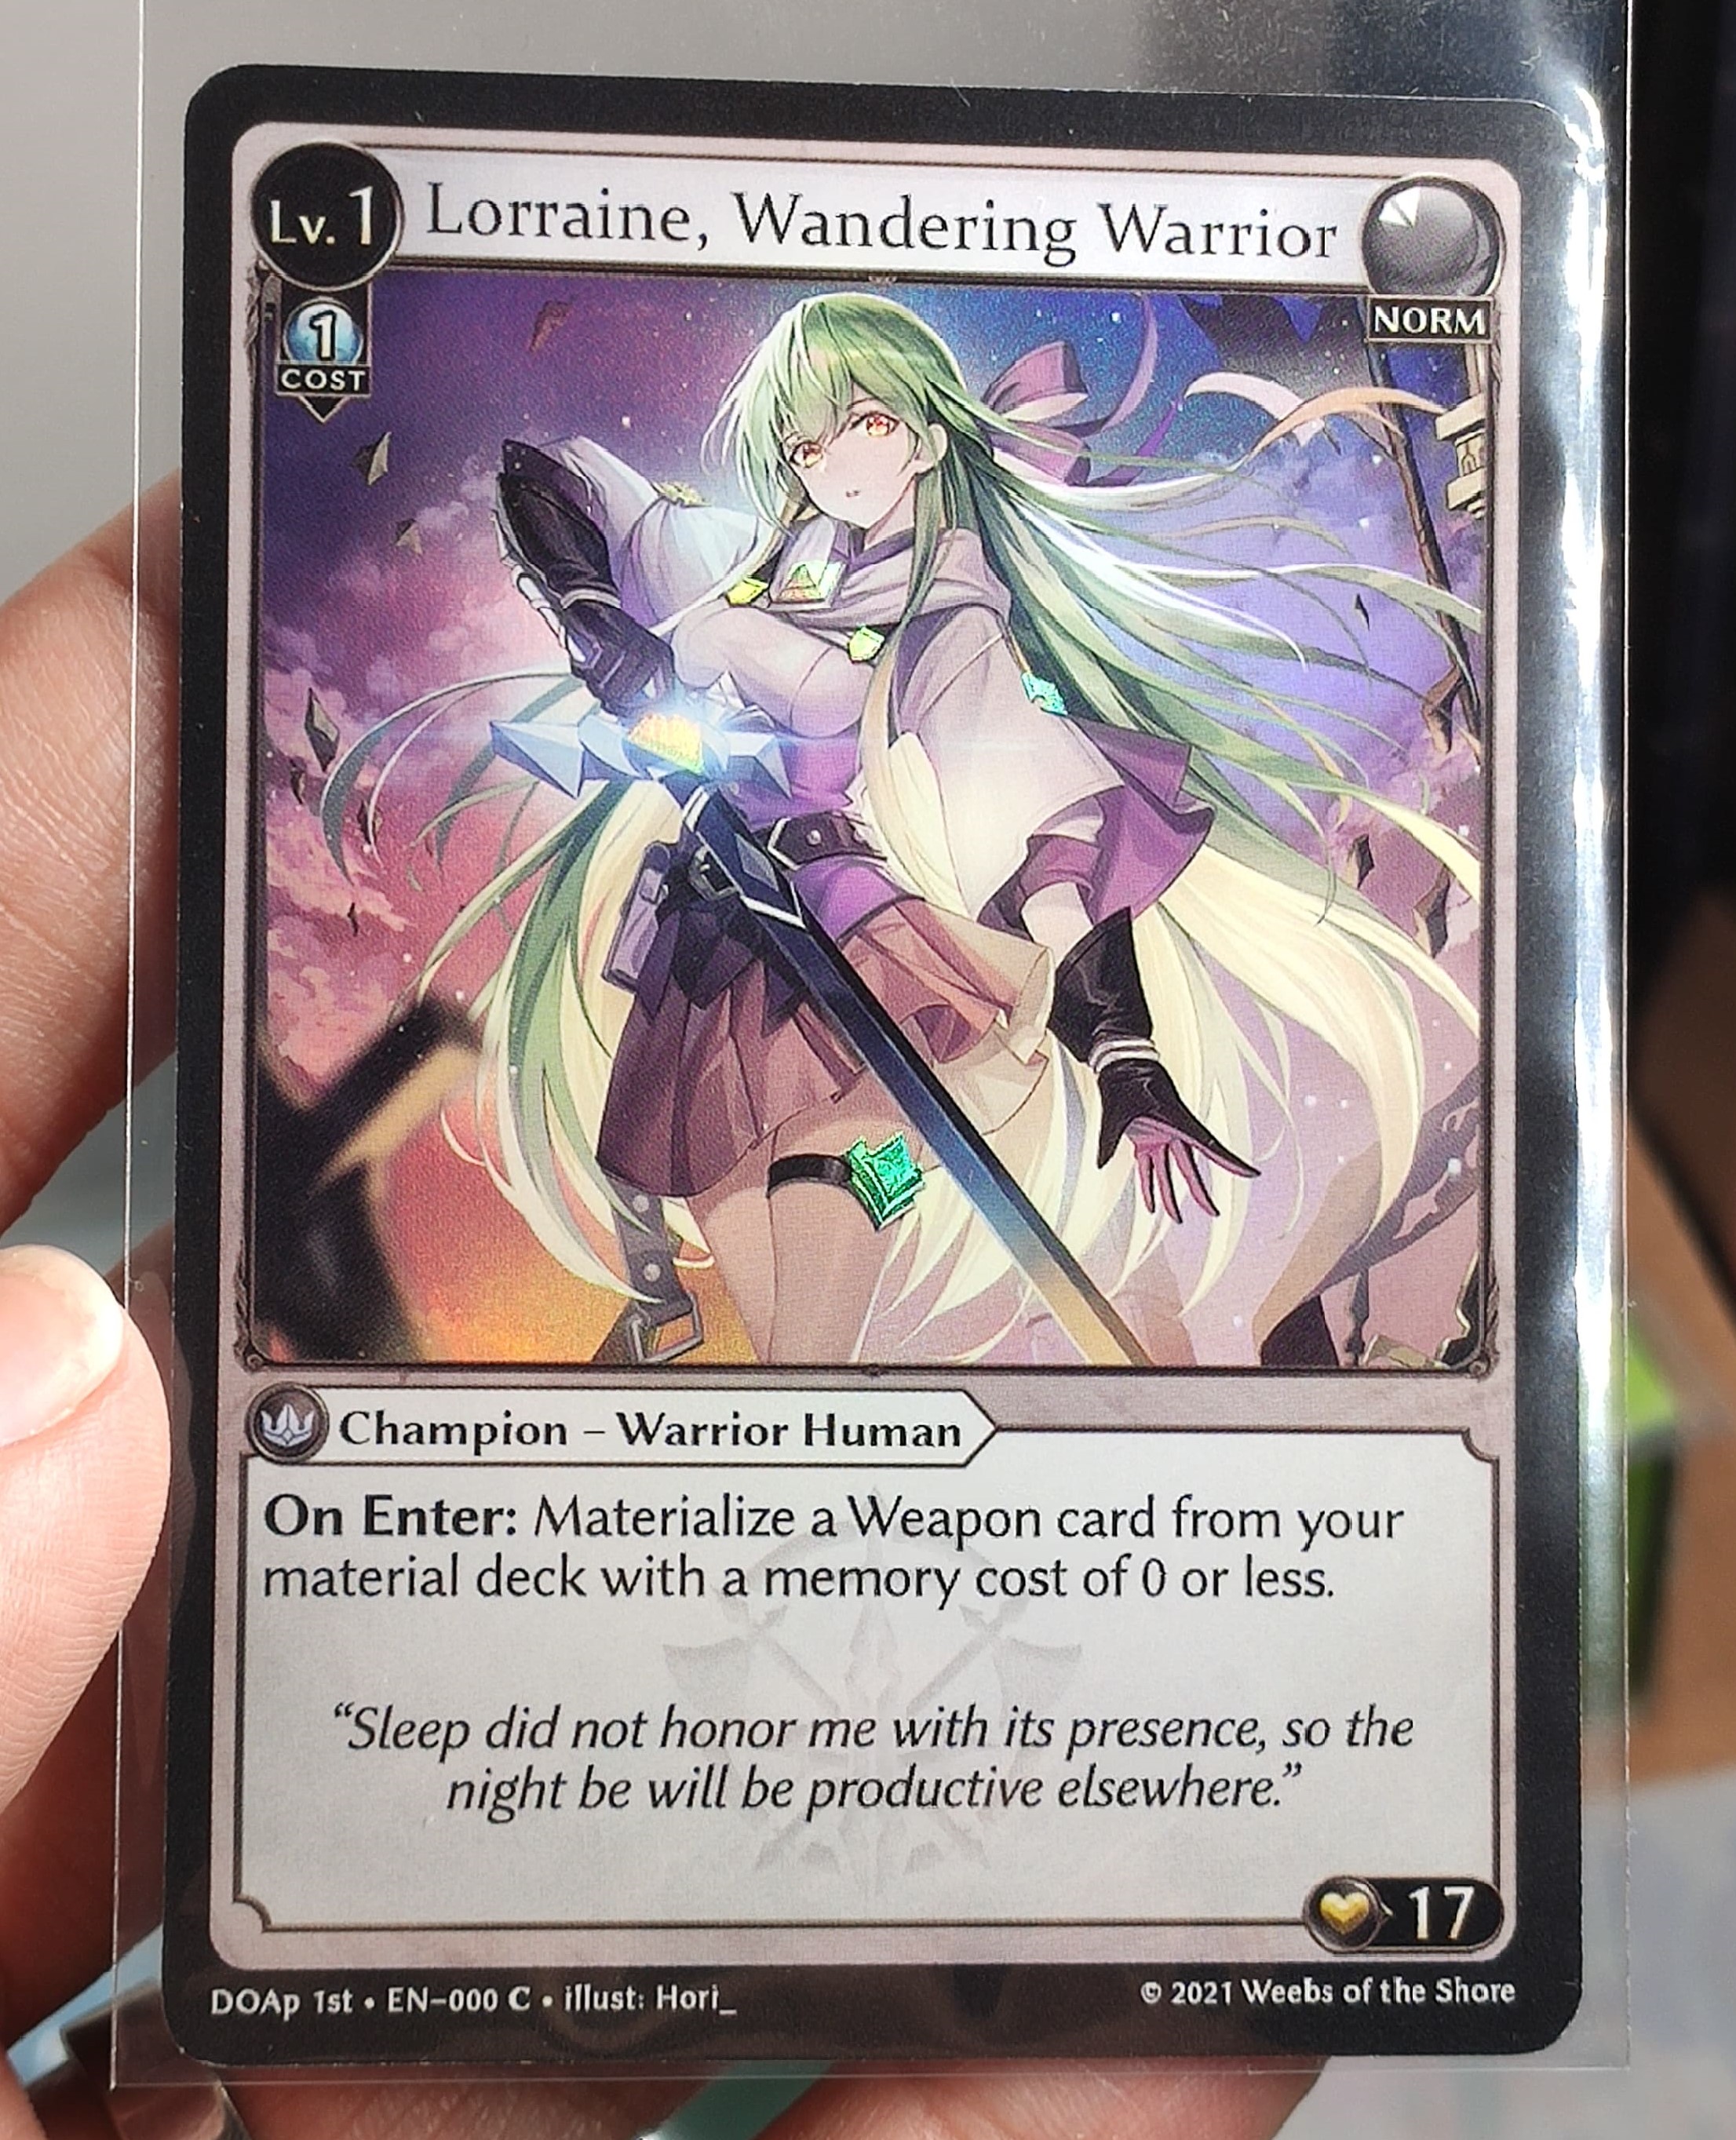 Lv. 1
Lorraine, Wandering Warrior
NORM
1
COST
Champion – Warrior Human
On Enter: Materialize a Weapon card from your
material deck with a memory cost of 0 or less.
“Sleep did not honor me with its presence, so the
night be will be productive elsewhere.”
17
DOAp 1st • EN–000 C • illust: Hori_
© 2021 Weebs of the Shore